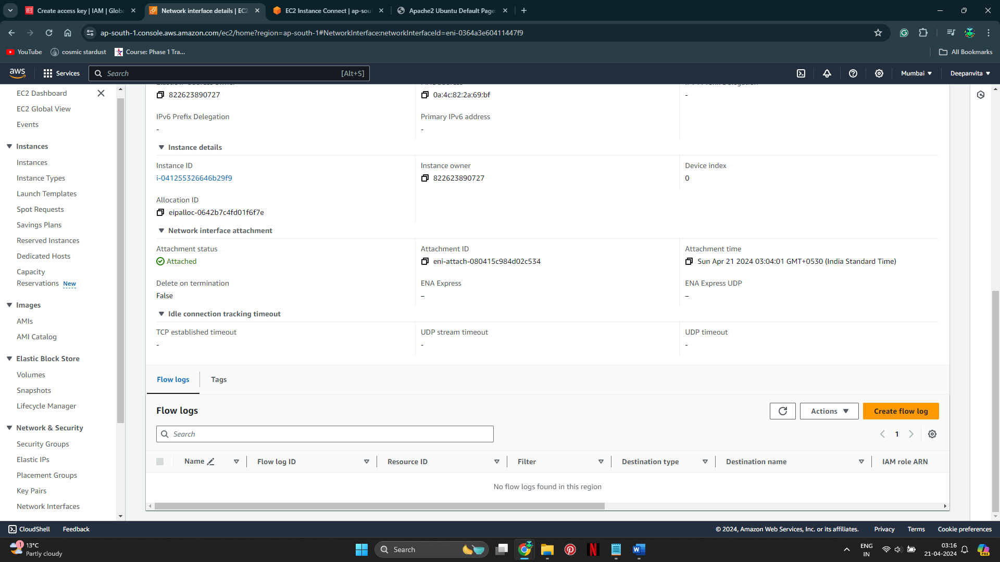 Create access key | IAM | Globa
Network interface details | EC2
EC2 Instance Connect | ap-sout
Apache2 Ubuntu Default Page
ap-south-1.console.aws.amazon.com/ec2/home?region=ap-south-1#NetworkInterface:networkInterfaceId=eni-0364a3e60411447f9
YouTube
cosmic stardust
Course: Phase 1 Tra...
All Bookmarks
aws
Services
Search
[Alt+S]
Mumbai
Deepanvita
EC2 Dashboard
EC2 Global View
Events
Instances
Instances
Instance Types
Launch Templates
Spot Requests
Savings Plans
Reserved Instances
Dedicated Hosts
Capacity
Reservations New
Images
AMIs
AMI Catalog
Elastic Block Store
Volumes
Snapshots
Lifecycle Manager
Network & Security
Security Groups
Elastic IPs
Placement Groups
Key Pairs
Network Interfaces
822623890727
0a:4c:82:2a:69:bf
-
IPv6 Prefix Delegation
-
Primary IPv6 address
-
Instance details
Instance ID
i-041255326646b29f9
Instance owner
822623890727
Device index
0
Allocation ID
eipalloc-0642b7c4fd01f6f7e
Network interface attachment
Attachment status
Attached
Attachment ID
eni-attach-080415c984d02c534
Attachment time
Sun Apr 21 2024 03:04:01 GMT+0530 (India Standard Time)
Delete on termination
False
ENA Express
–
ENA Express UDP
–
Idle connection tracking timeout
TCP established timeout
-
UDP stream timeout
-
UDP timeout
-
Flow logs
Tags
Flow logs
Actions
Create flow log
Search
1
Name
Flow log ID
Resource ID
Filter
Destination type
Destination name
IAM role ARN
No flow logs found in this region
CloudShell
Feedback
© 2024, Amazon Web Services, Inc. or its affiliates.
Privacy
Terms
Cookie preferences
1
13°C
Partly cloudy
Search
ENG
IN
03:16
21-04-2024
PRE